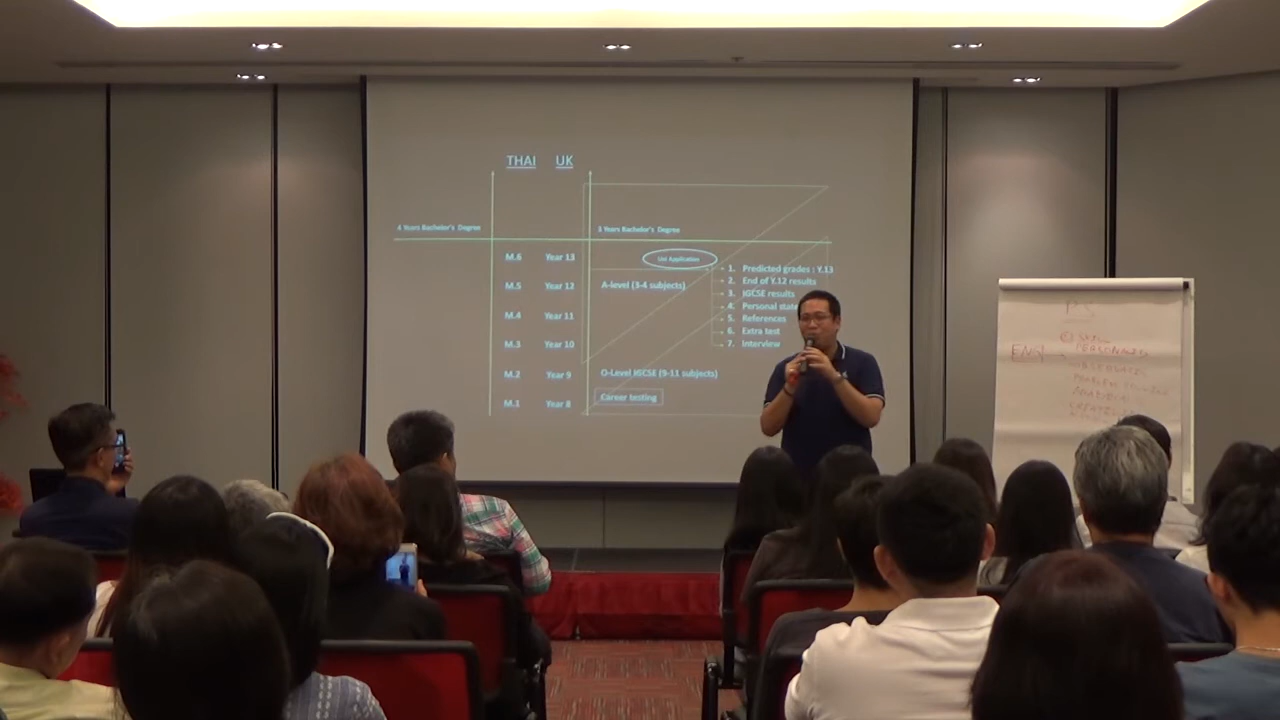 THAI UK
4 Years Bachelor's Degree
3 Years Bachelor's Degree
M.6 Year 13
Uni Application
M.5 Year 12 A-level (3-4 subjects)
M.4 Year 11
M.3 Year 10
M.2 Year 9 O-Level IGCSE (9-11 subjects)
M.1 Year 8 Career testing
1. Predicted grades : Y.13
2. End of Y.12 results
3. IGCSE results
4. Personal state
5. References
6. Extra test
7. Interview
PS
ENG